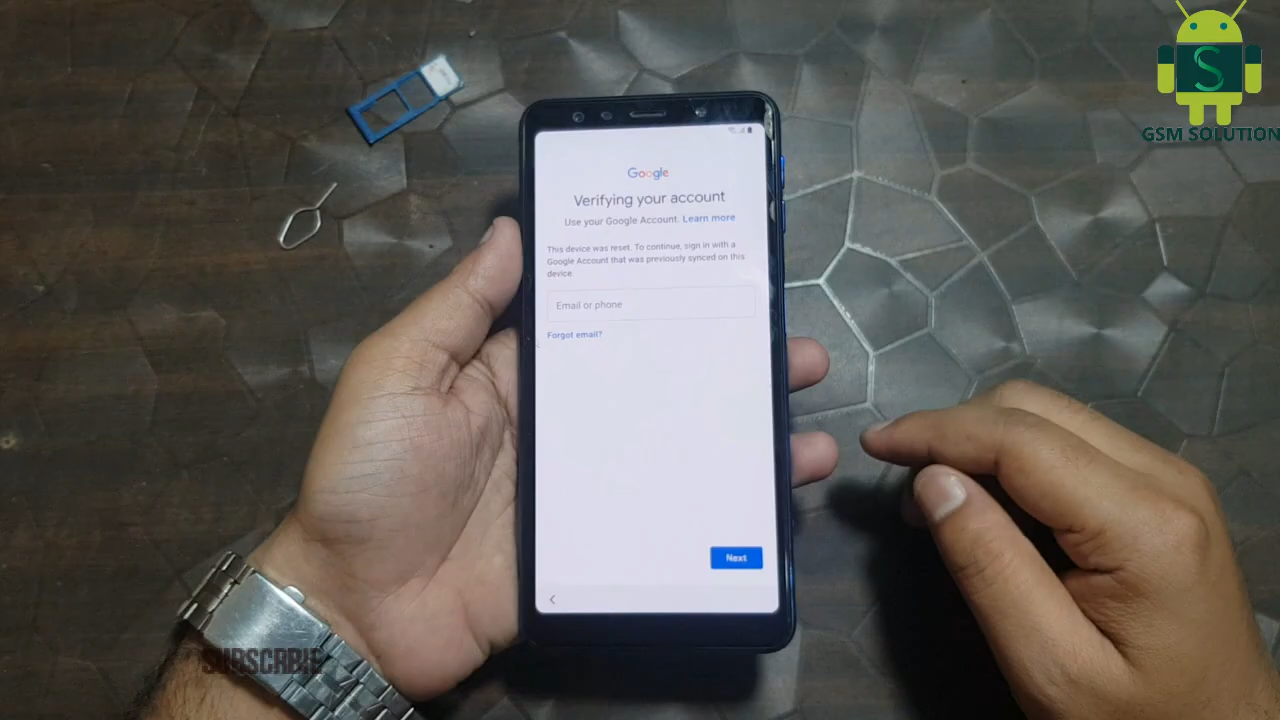 GSM SOLUTION
S
Google
Verifying your account
Use your Google Account. Learn more
This device was reset. To continue, sign in with a
Google Account that was previously synced on this
device.
Email or phone
Forgot email?
Next
SUBSCRBIE